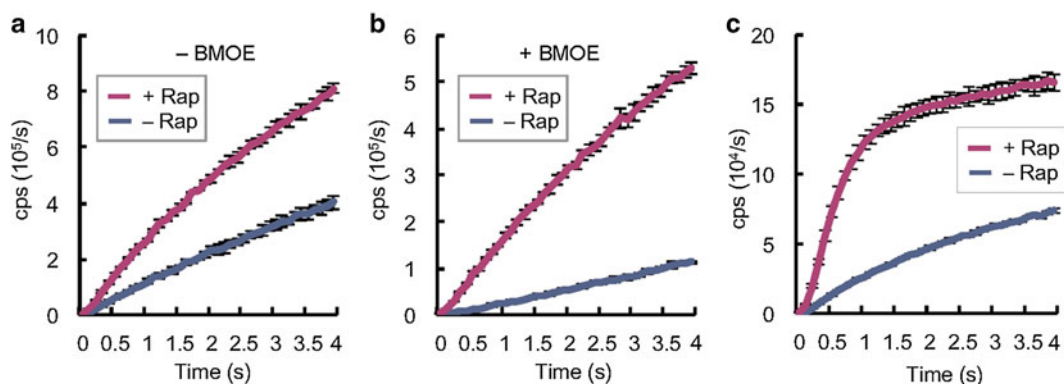 a
– BMOE
+ Rap
– Rap
cps (10⁵/s)
10
8
6
4
2
0
0 0.5 1 1.5 2 2.5 3 3.5 4
Time (s)
b
+ BMOE
+ Rap
– Rap
cps (10⁵/s)
6
5
4
3
2
1
0
0 0.5 1 1.5 2 2.5 3 3.5 4
Time (s)
c
+ Rap
– Rap
cps (10⁴/s)
20
15
10
5
0
0 0.5 1 1.5 2 2.5 3 3.5 4
Time (s)